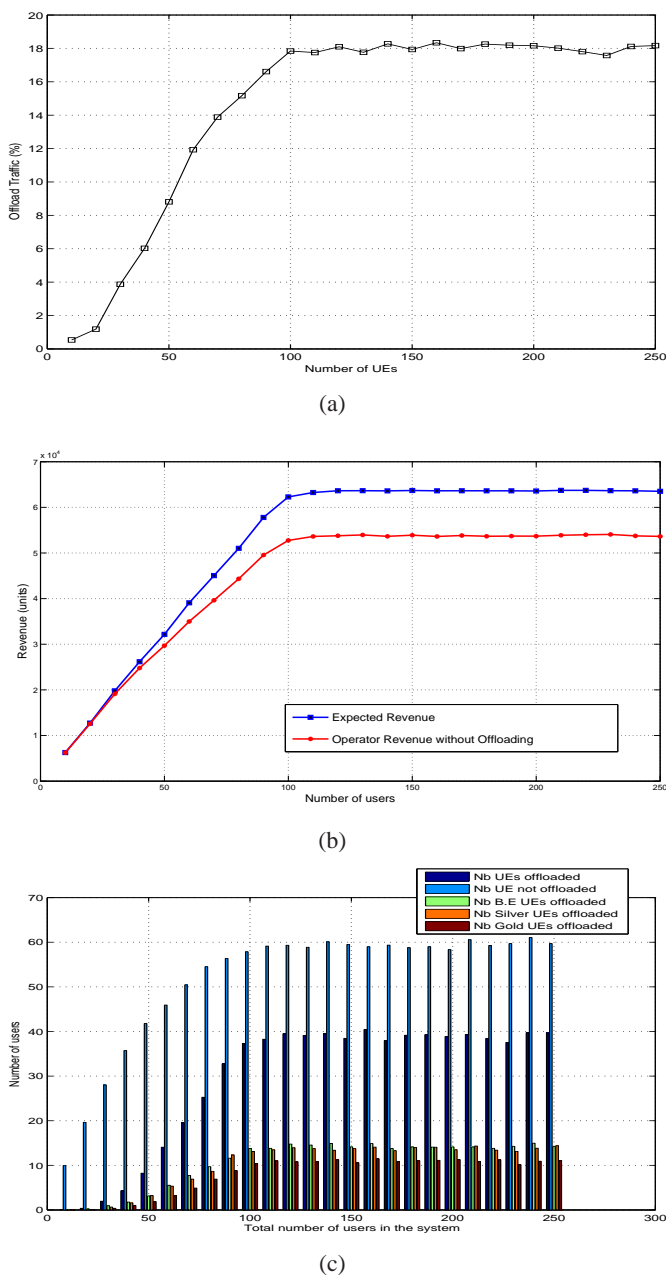 20
18
16
14
12
10
8
6
4
2
0
Offload Traffic (%)
0 50 100 150 200 250
Number of UEs
(a)
x 10^4
7
6
5
4
3
2
1
0
Revenue (units)
Expected Revenue
Operator Revenue without Offloading
0 50 100 150 200 250
Number of users
(b)
Nb UEs offloaded
Nb UE not offloaded
Nb B.E UEs offloaded
Nb Silver UEs offloaded
Nb Gold UEs offloaded
70
60
50
40
30
20
10
0
Number of users
0 50 100 150 200 250 300
Total number of users in the system
(c)